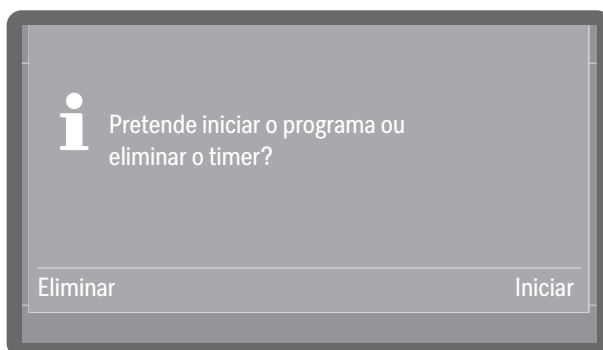 Pretende iniciar o programa ou
eliminar o timer?
Eliminar
Iniciar